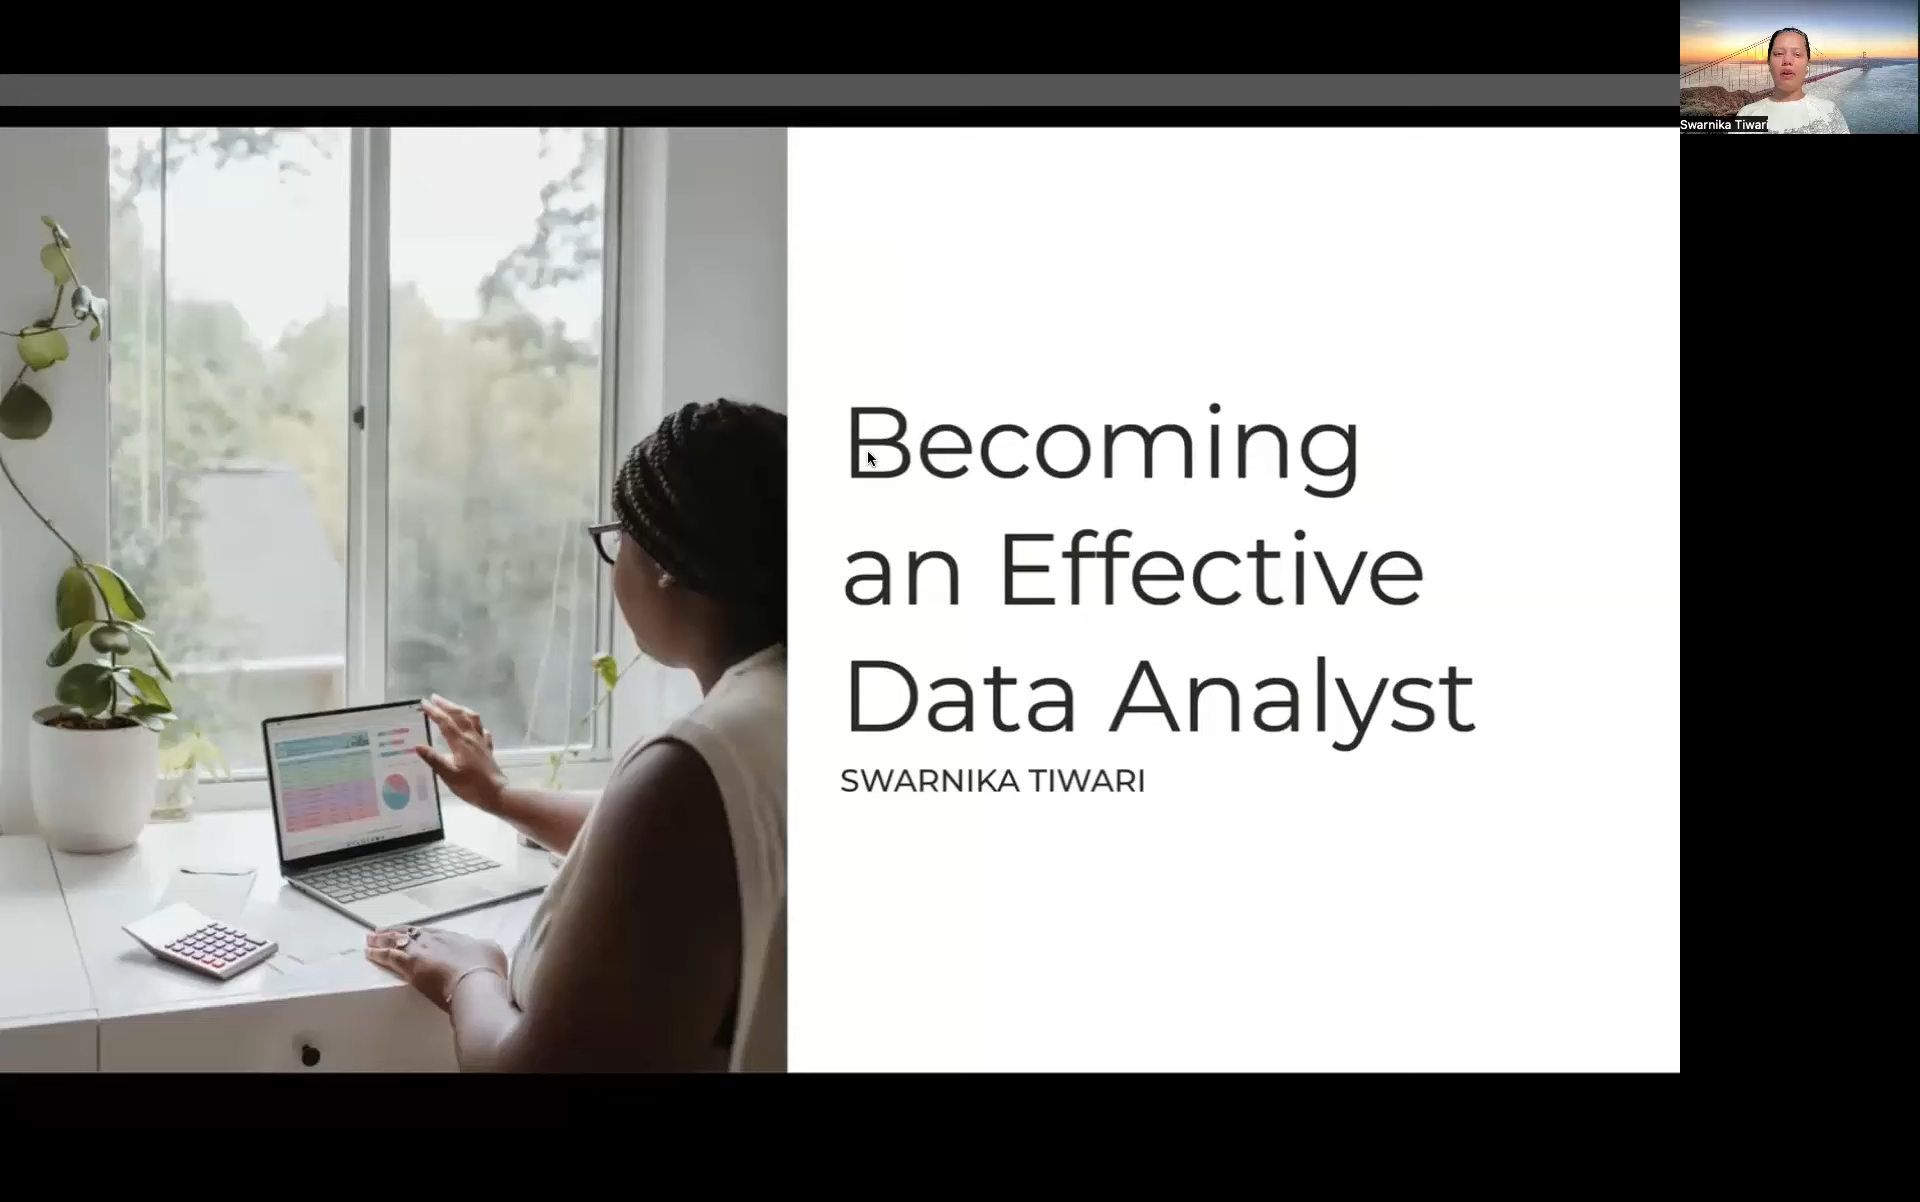 Swarnika Tiwari
Becoming
an Effective
Data Analyst
SWARNIKA TIWARI